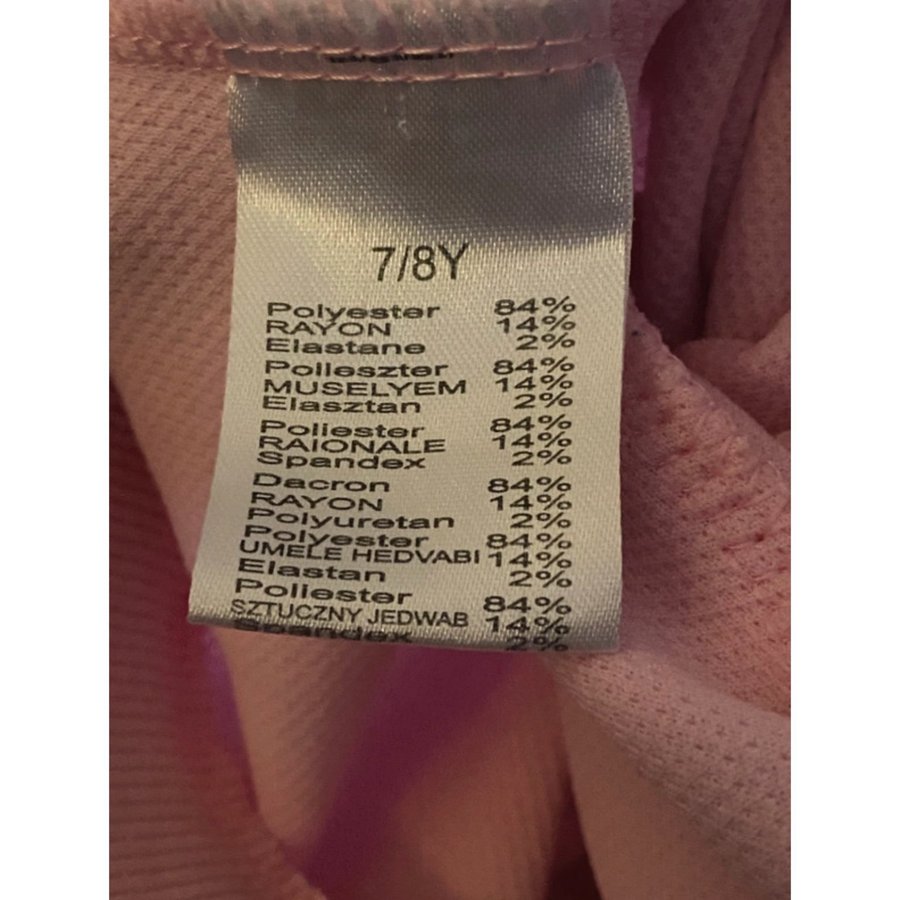 7/8Y
Polyester 84%
RAYON 14%
Elastane 2%
Polieszter 84%
MUSELYEM 14%
Elasztan 2%
Poliester 84%
RAIONALE 14%
Spandex 2%
Dacron 84%
RAYON 14%
Polyuretan 2%
Polyester 84%
UMELE HEDVABI 14%
Elastan 2%
Poliester 84%
SZTUCZNY JEDWAB 14%
Spandex 2%